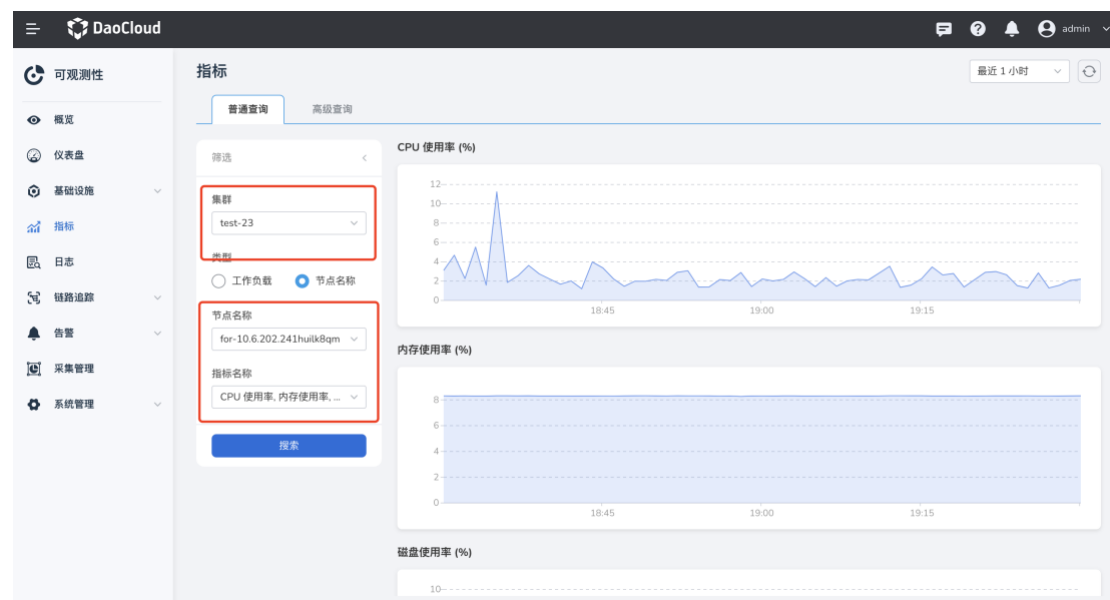 DaoCloud
admin
可观测性
概览
仪表盘
基础设施
指标
日志
链路追踪
告警
采集管理
系统管理
指标
最近 1 小时
普通查询
高级查询
筛选
集群
test-23
类型
工作负载
节点名称
节点名称
for-10.6.202.241huilk8qm
指标名称
CPU 使用率, 内存使用率, ...
搜索
CPU 使用率 (%)
12
10
8
6
4
2
0
18:45
19:00
19:15
内存使用率 (%)
8
6
4
2
0
18:45
19:00
19:15
磁盘使用率 (%)
10